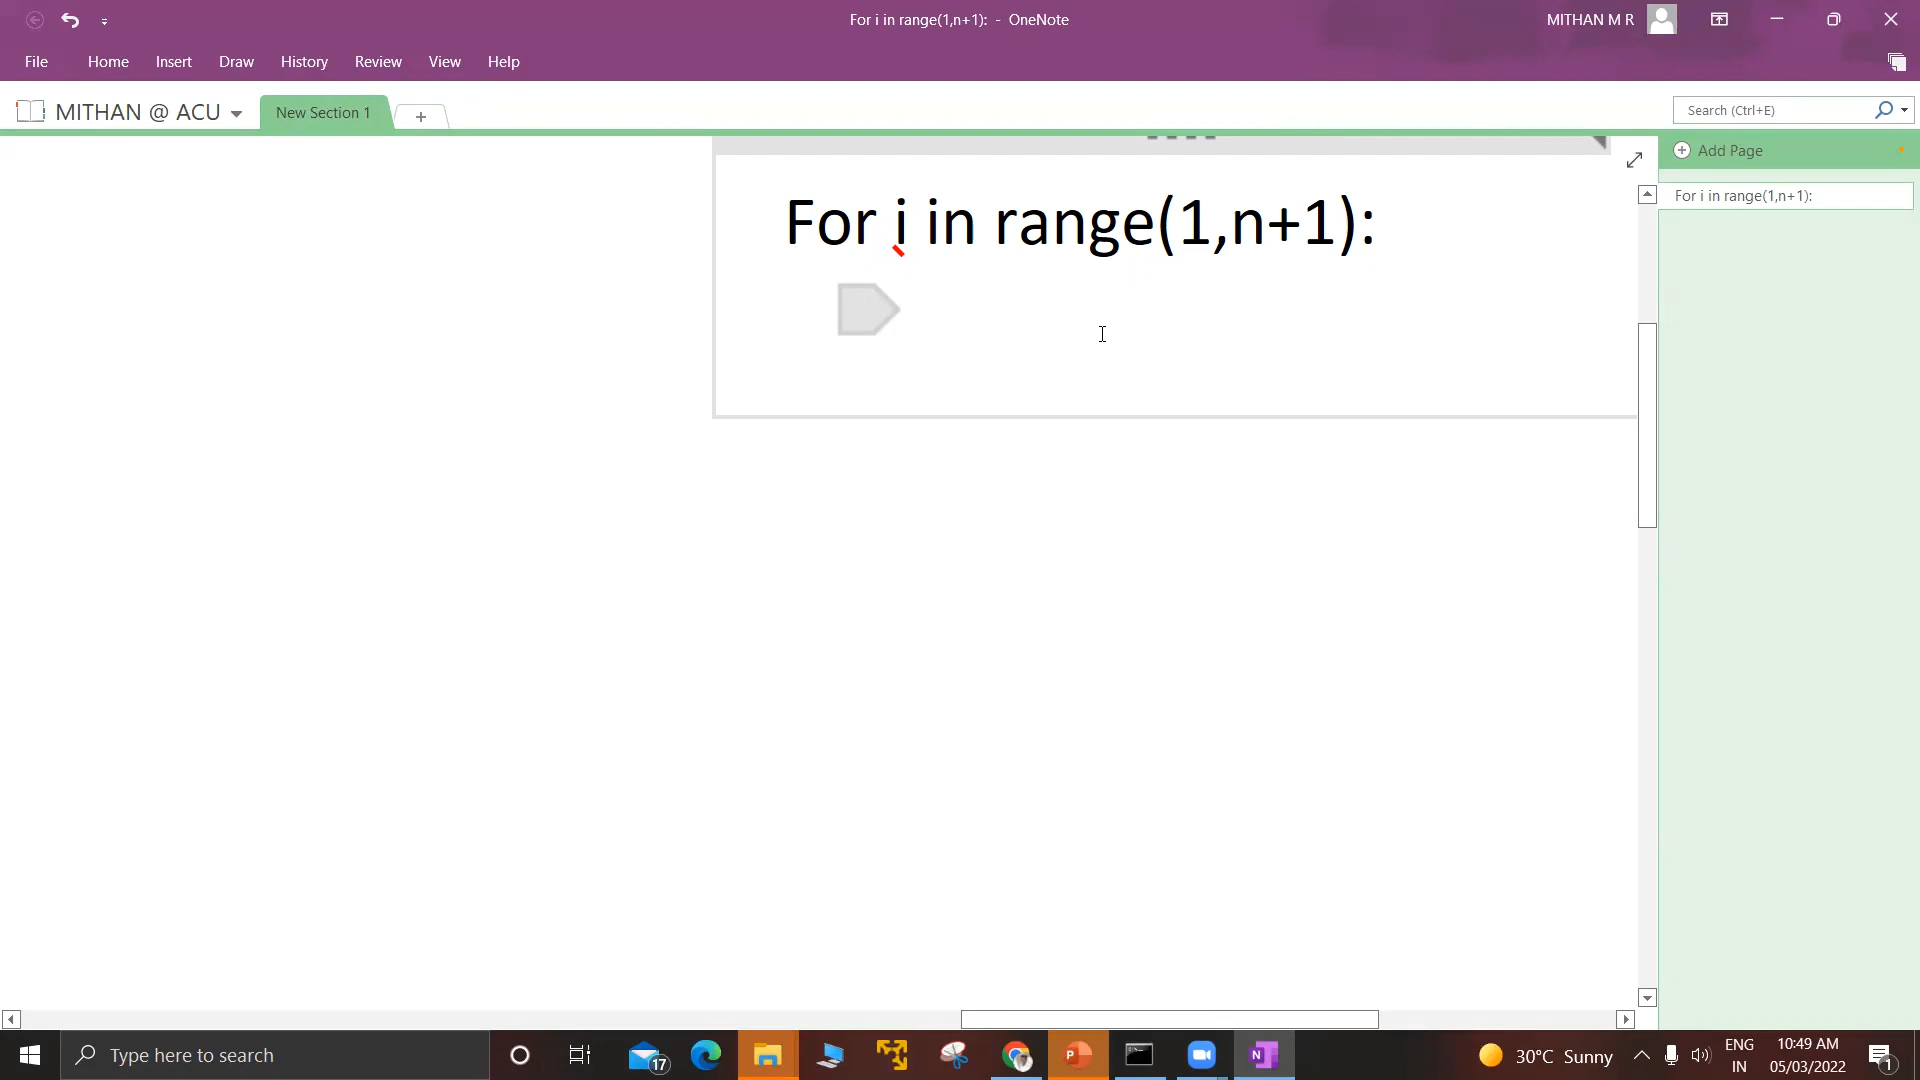 For i in range(1,n+1):  -  OneNote
MITHAN M R
File Home Insert Draw History Review View Help
MITHAN @ ACU
New Section 1
+
Search (Ctrl+E)
Add Page
For i in range(1,n+1):
For i in range(1,n+1):
Type here to search
17
30°C Sunny
ENG
IN
10:49 AM
05/03/2022
1